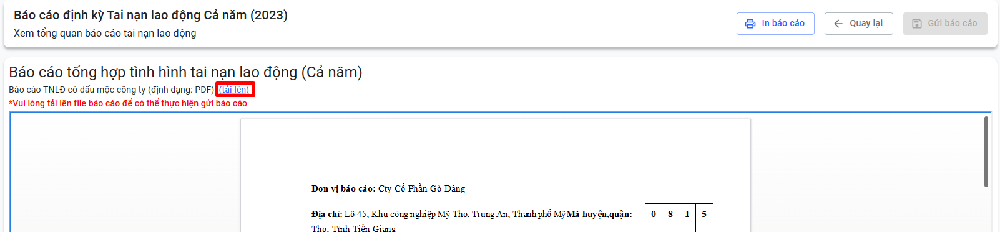 Báo cáo định kỳ Tai nạn lao động Cả năm (2023)
Xem tổng quan báo cáo tai nạn lao động
In báo cáo
Quay lại
Gửi báo cáo
Báo cáo tổng hợp tình hình tai nạn lao động (Cả năm)
Báo cáo TNLĐ có dấu mộc công ty (định dạng: PDF): (tải lên)
*Vui lòng tải lên file báo cáo để có thể thực hiện gửi báo cáo
Đơn vị báo cáo: Cty Cổ Phần Gò Đàng
Địa chỉ: Lô 45, Khu công nghiệp Mỹ Tho, Trung An, Thành phố Mỹ Mã huyện,quận: 0 8 1 5
Tho, Tỉnh Tiền Giang